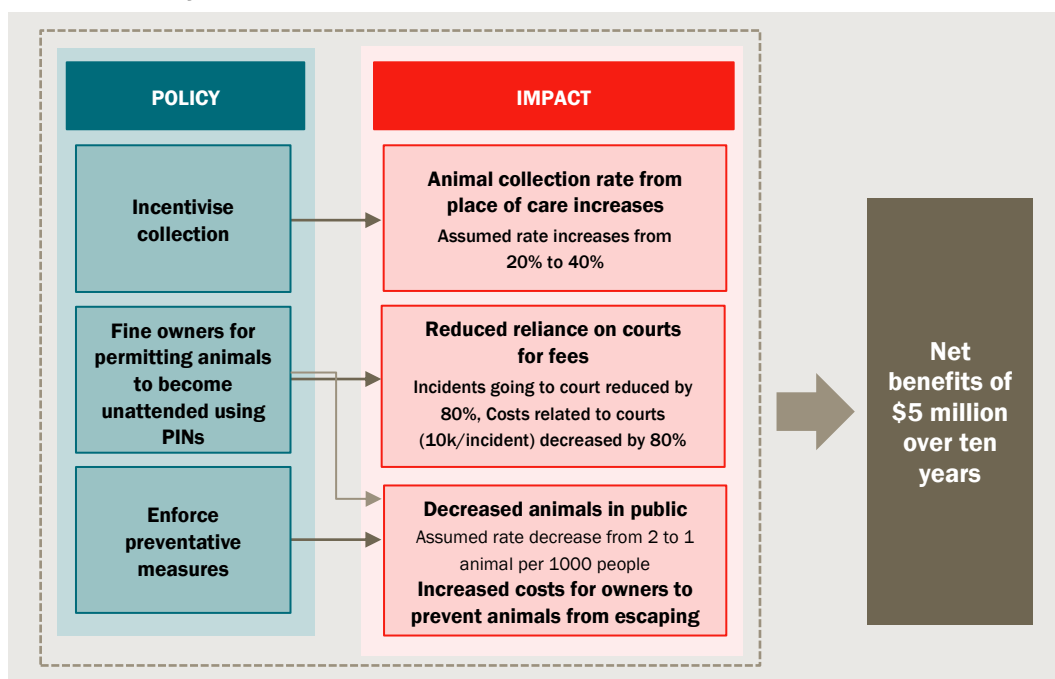 POLICY
IMPACT
Incentivise
collection
Animal collection rate from
place of care increases
Assumed rate increases from
20% to 40%
Fine owners for
permitting animals
to become
unattended using
PINs
Reduced reliance on courts
for fees
Incidents going to court reduced by
80%, Costs related to courts
(10k/incident) decreased by 80%
Enforce
preventative
measures
Decreased animals in public
Assumed rate decrease from 2 to 1
animal per 1000 people
Increased costs for owners to
prevent animals from escaping
Net
benefits of
$5 million
over ten
years